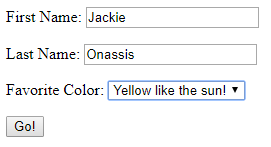 First Name: Jackie
Last Name: Onassis
Favorite Color: Yellow like the sun!
Go!